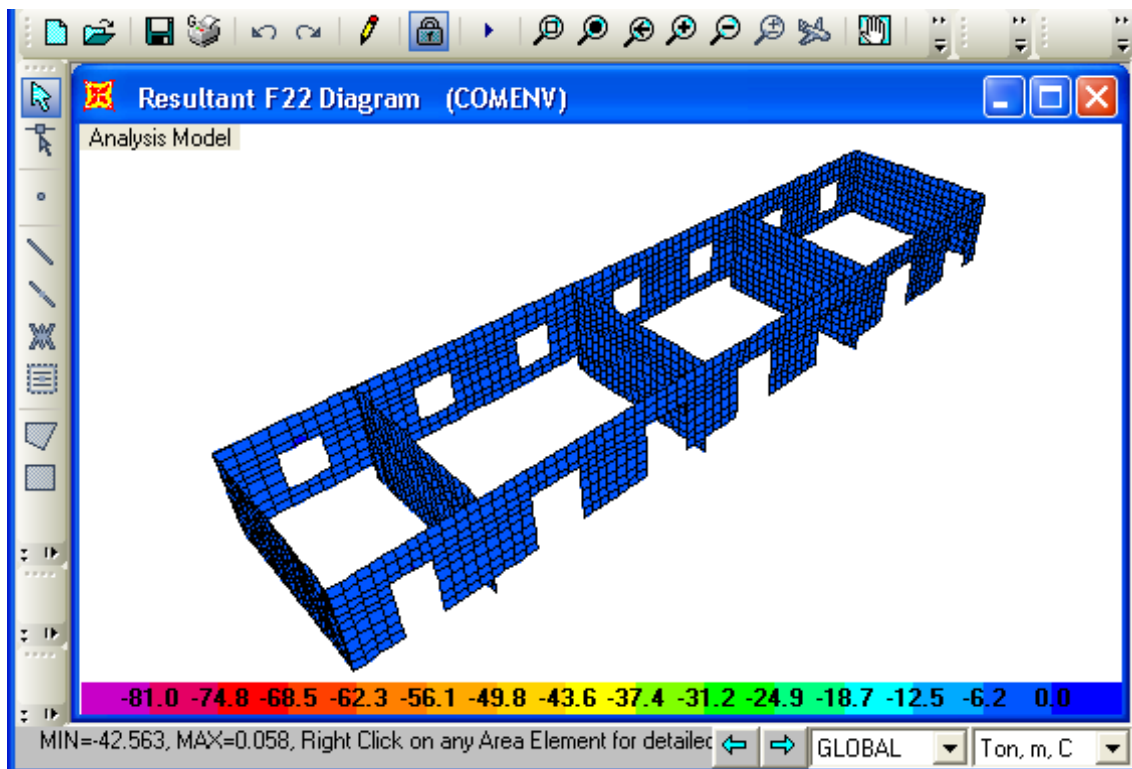 Resultant F22 Diagram (COMENV)
Analysis Model
-81.0 -74.8 -68.5 -62.3 -56.1 -49.8 -43.6 -37.4 -31.2 -24.9 -18.7 -12.5 -6.2 0.0
MIN=-42.563, MAX=0.058, Right Click on any Area Element for detailed GLOBAL Ton, m, C